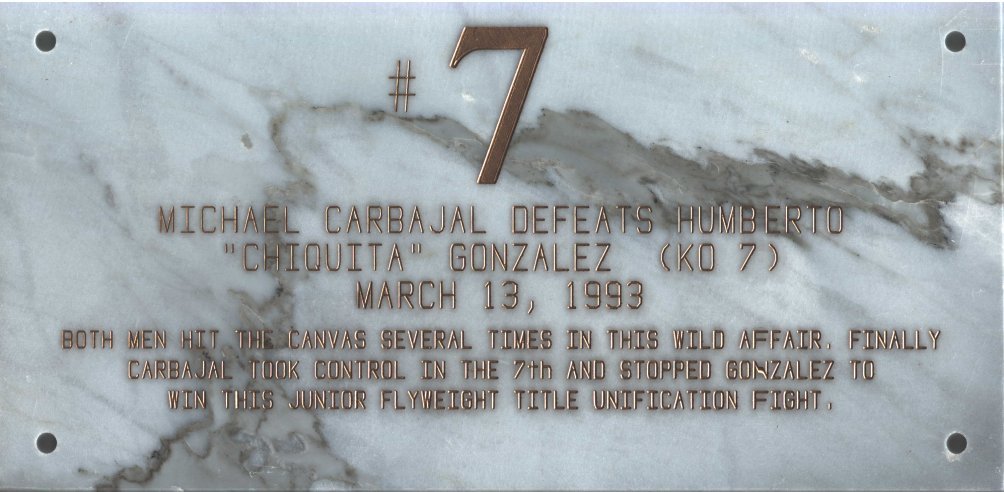 #7
MICHAEL CARBAJAL DEFEATS HUMBERTO
"CHIQUITA" GONZALEZ (KO 7)
MARCH 13, 1993
BOTH MEN HIT THE CANVAS SEVERAL TIMES IN THIS WILD AFFAIR. FINALLY
CARBAJAL TOOK CONTROL IN THE 7th AND STOPPED GONZALEZ TO
WIN THIS JUNIOR FLYWEIGHT TITLE UNIFICATION FIGHT.